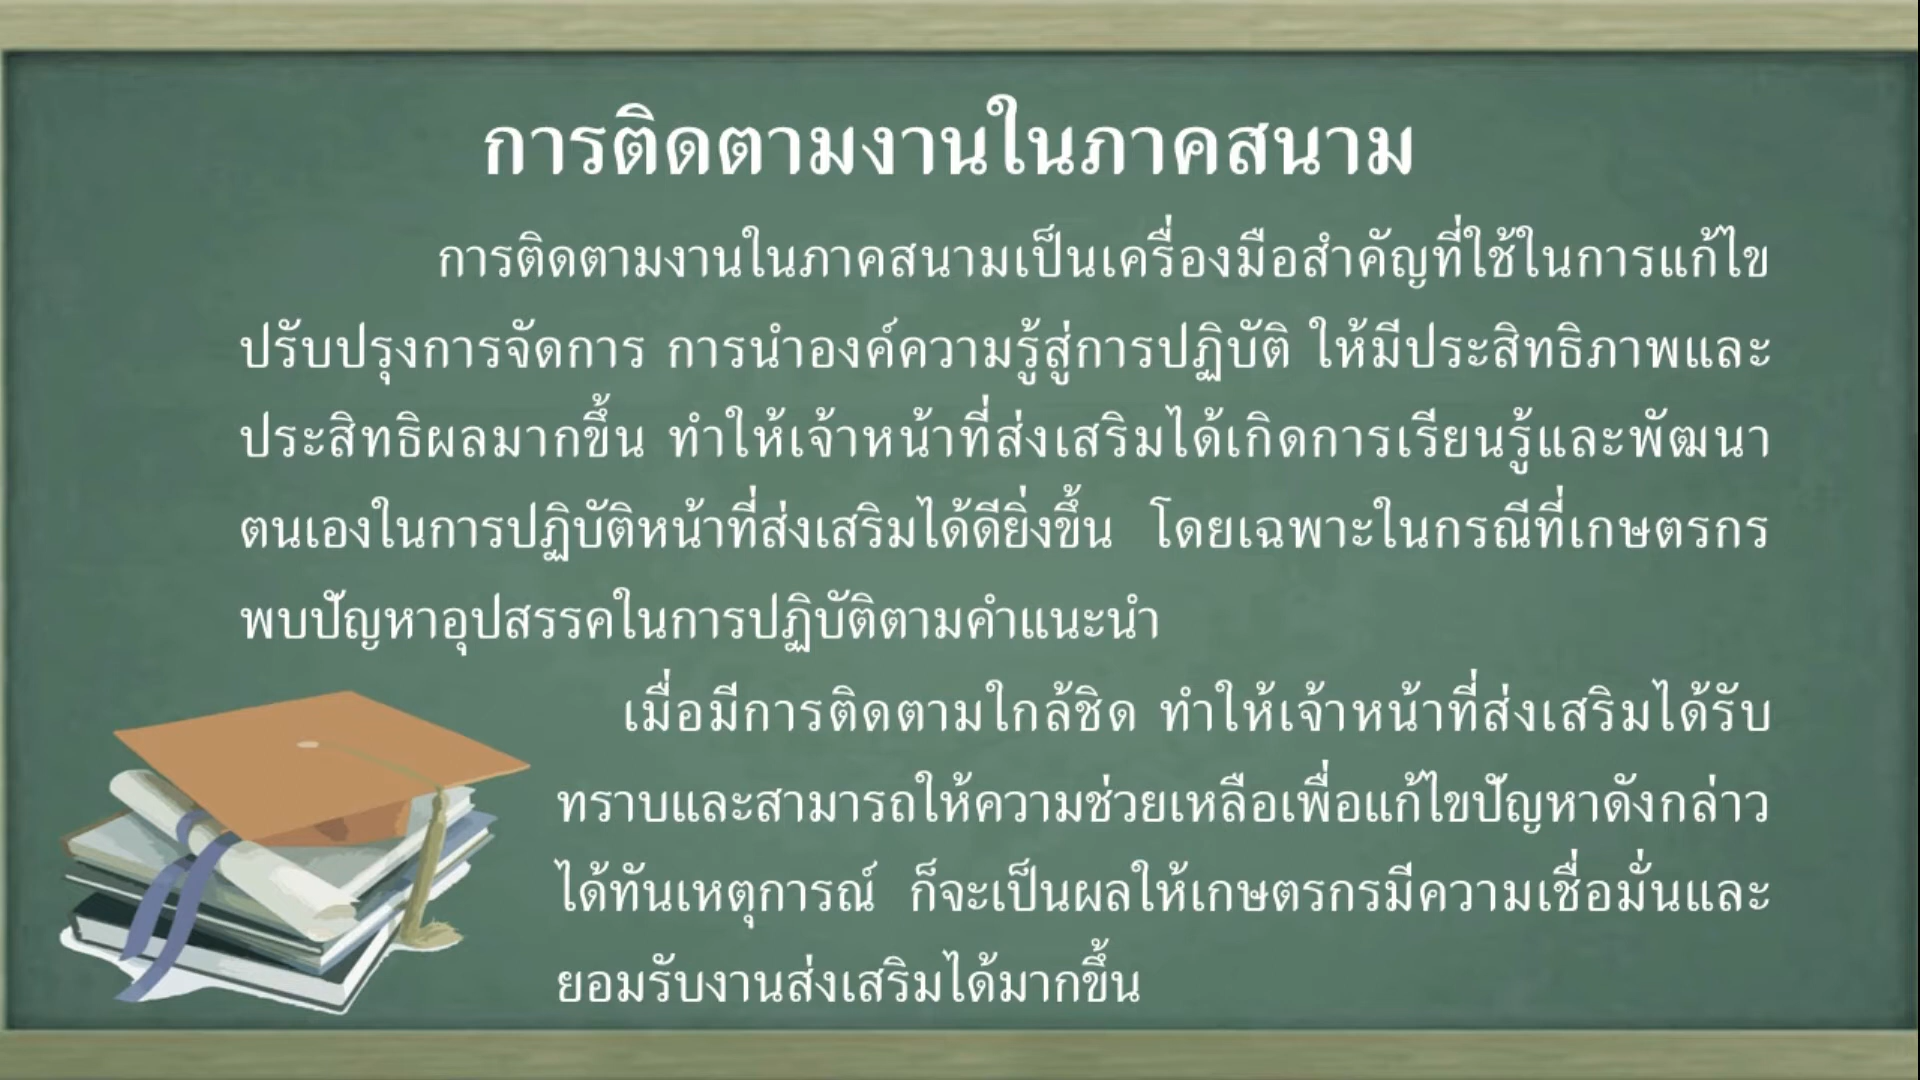 การติดตามงานในภาคสนาม
การติดตามงานในภาคสนามเป็นเครื่องมือสำคัญที่ใช้ในการแก้ไข
ปรับปรุงการจัดการ การนำองค์ความรู้สู่การปฏิบัติ ให้มีประสิทธิภาพและ
ประสิทธิผลมากขึ้น ทำให้เจ้าหน้าที่ส่งเสริมได้เกิดการเรียนรู้และพัฒนา
ตนเองในการปฏิบัติหน้าที่ส่งเสริมได้ดียิ่งขึ้น โดยเฉพาะในกรณีที่เกษตรกร
พบปัญหาอุปสรรคในการปฏิบัติตามคำแนะนำ
เมื่อมีการติดตามใกล้ชิด ทำให้เจ้าหน้าที่ส่งเสริมได้รับ
ทราบและสามารถให้ความช่วยเหลือเพื่อแก้ไขปัญหาดังกล่าว
ได้ทันเหตุการณ์ ก็จะเป็นผลให้เกษตรกรมีความเชื่อมั่นและ
ยอมรับงานส่งเสริมได้มากขึ้น